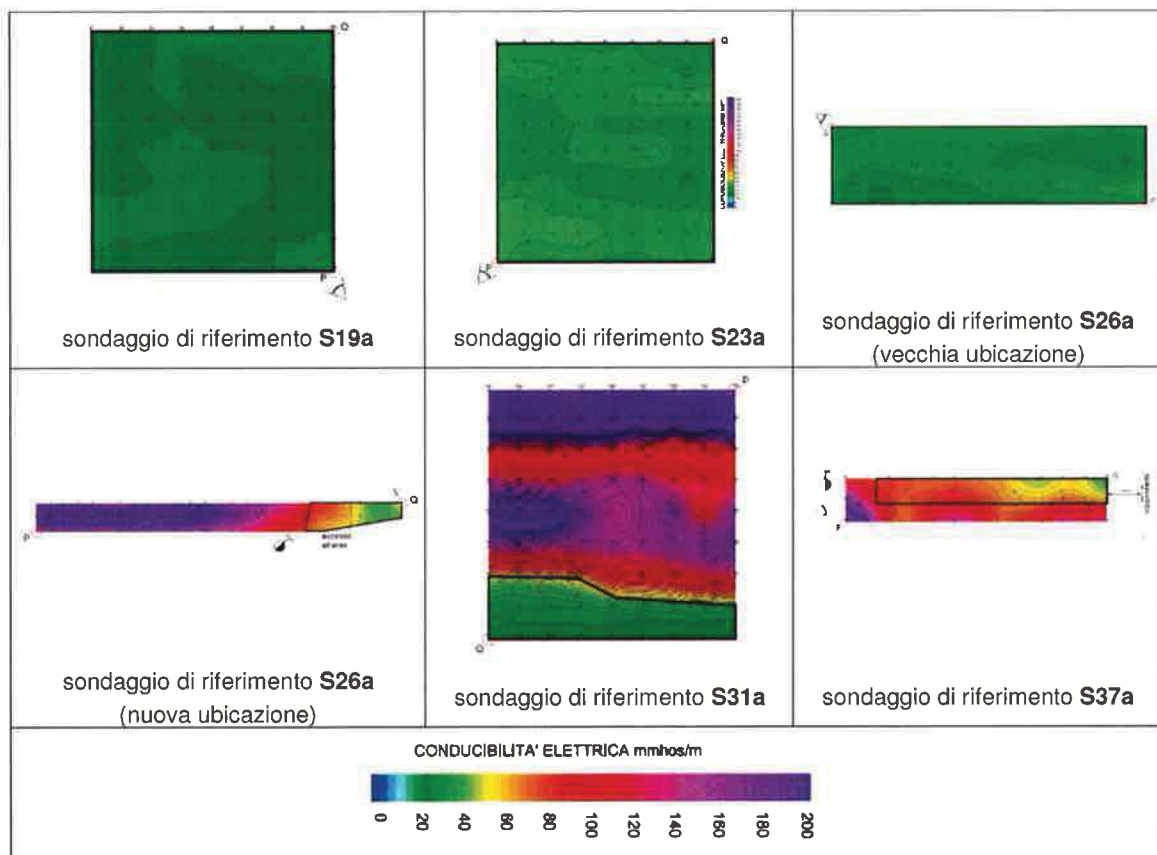 Q
P
sondaggio di riferimento S19a
Q
P
sondaggio di riferimento S23a
sondaggio di riferimento S26a
(vecchia ubicazione)
P
Q
sondaggio di riferimento S26a
(nuova ubicazione)
P
Q
sondaggio di riferimento S31a
P
sondaggio di riferimento S37a
CONDUCIBILITA' ELETTRICA mmhos/m
0 20 40 60 80 100 120 140 160 180 200